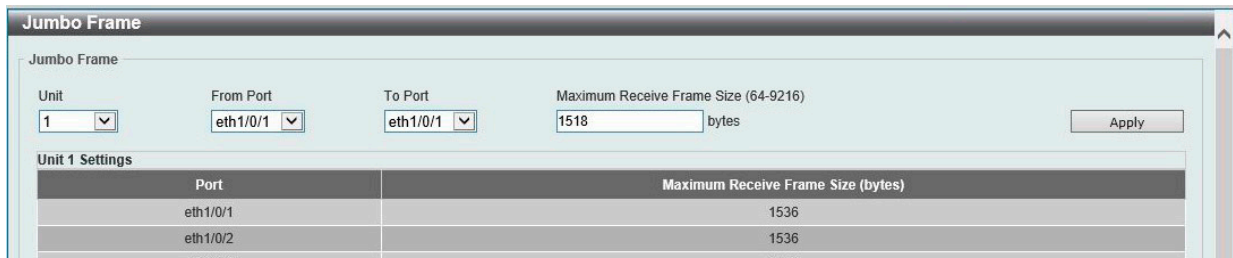 Jumbo Frame
Jumbo Frame
Unit From Port To Port Maximum Receive Frame Size (64-9216)
1 eth1/0/1 eth1/0/1 1518 bytes Apply
Unit 1 Settings
Port Maximum Receive Frame Size (bytes)
eth1/0/1 1536
eth1/0/2 1536